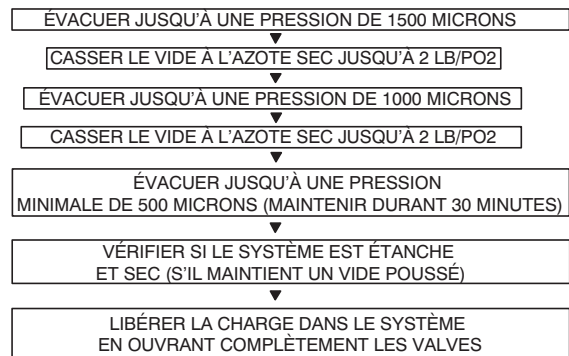 ÉVACUER JUSQU'À UNE PRESSION DE 1500 MICRONS
CASSER LE VIDE À L'AZOTE SEC JUSQU'À 2 LB/PO2
ÉVACUER JUSQU'À UNE PRESSION DE 1000 MICRONS
CASSER LE VIDE À L'AZOTE SEC JUSQU'À 2 LB/PO2
ÉVACUER JUSQU'À UNE PRESSION
MINIMALE DE 500 MICRONS (MAINTENIR DURANT 30 MINUTES)
VÉRIFIER SI LE SYSTÈME EST ÉTANCHE
ET SEC (S'IL MAINTIENT UN VIDE POUSSÉ)
LIBÉRER LA CHARGE DANS LE SYSTÈME
EN OUVRANT COMPLÈTEMENT LES VALVES